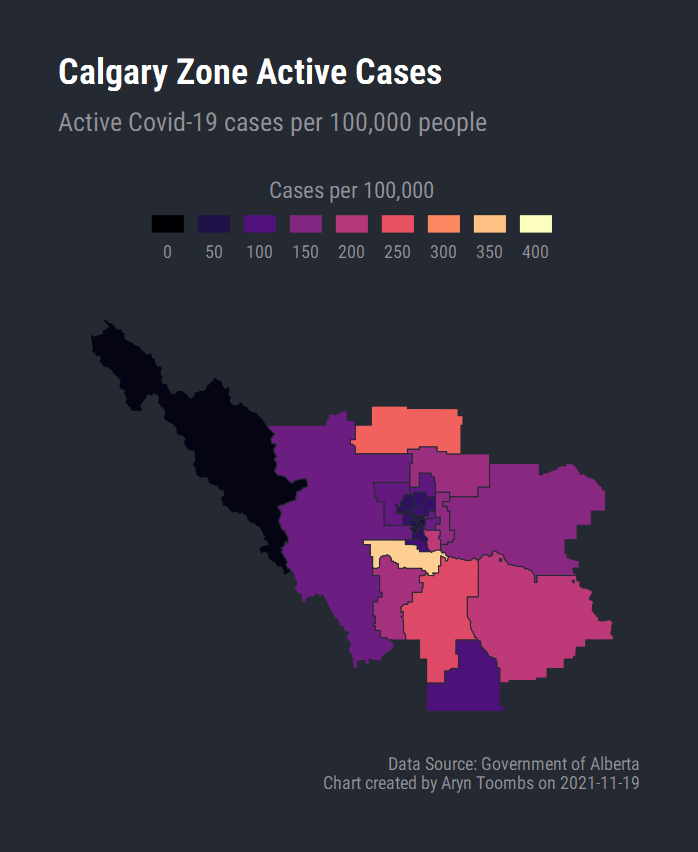 Calgary Zone Active Cases
Active Covid-19 cases per 100,000 people
Cases per 100,000
0 50 100 150 200 250 300 350 400
Data Source: Government of Alberta
Chart created by Aryn Toombs on 2021-11-19